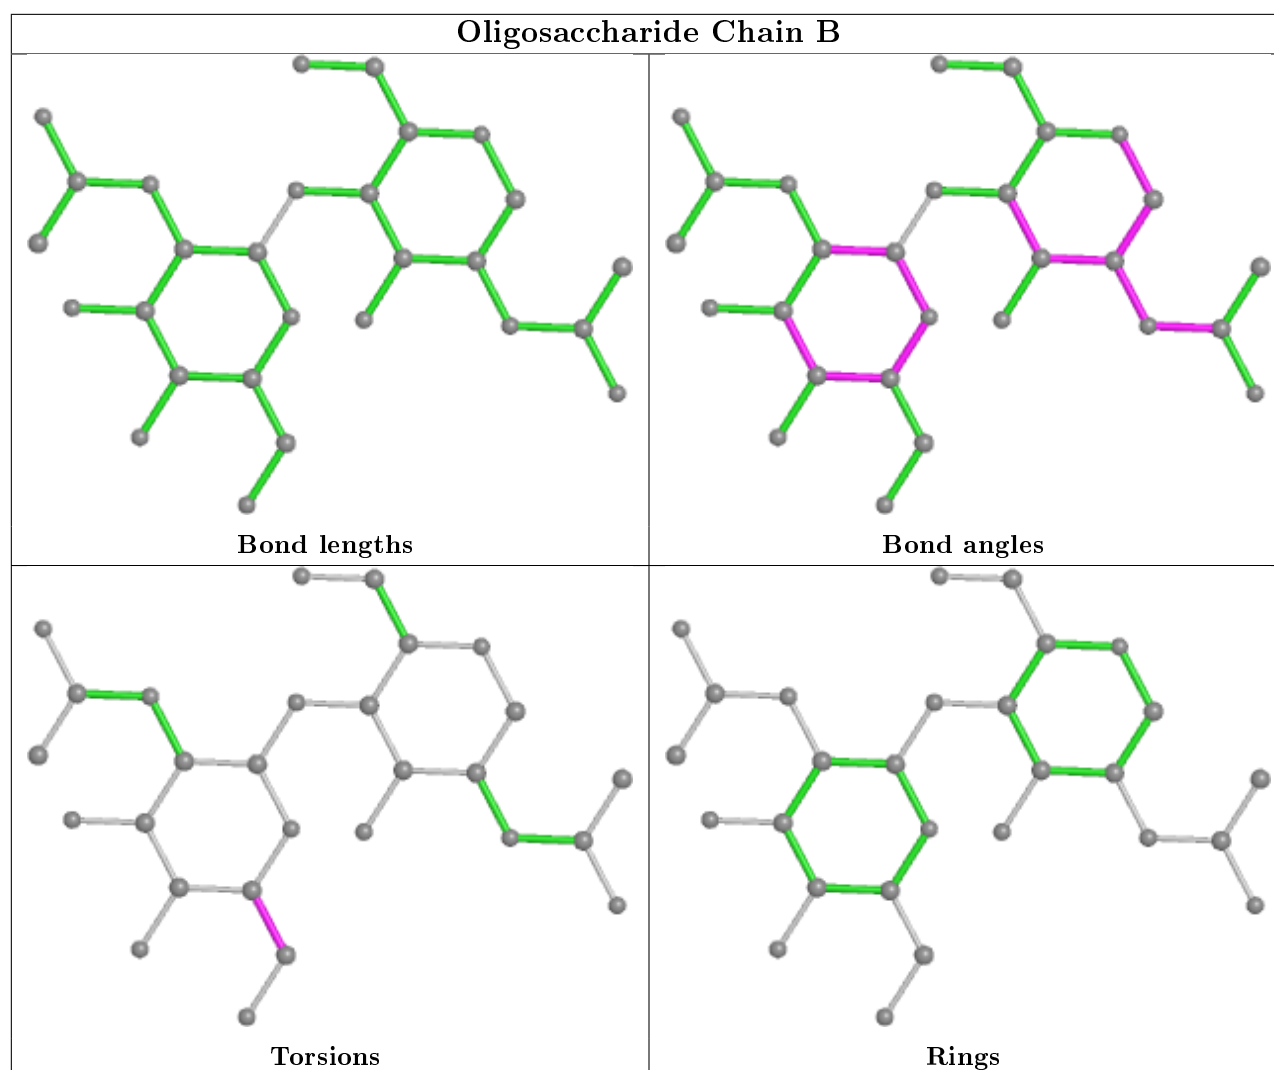 Oligosaccharide Chain B
Bond lengths
Bond angles
Torsions
Rings